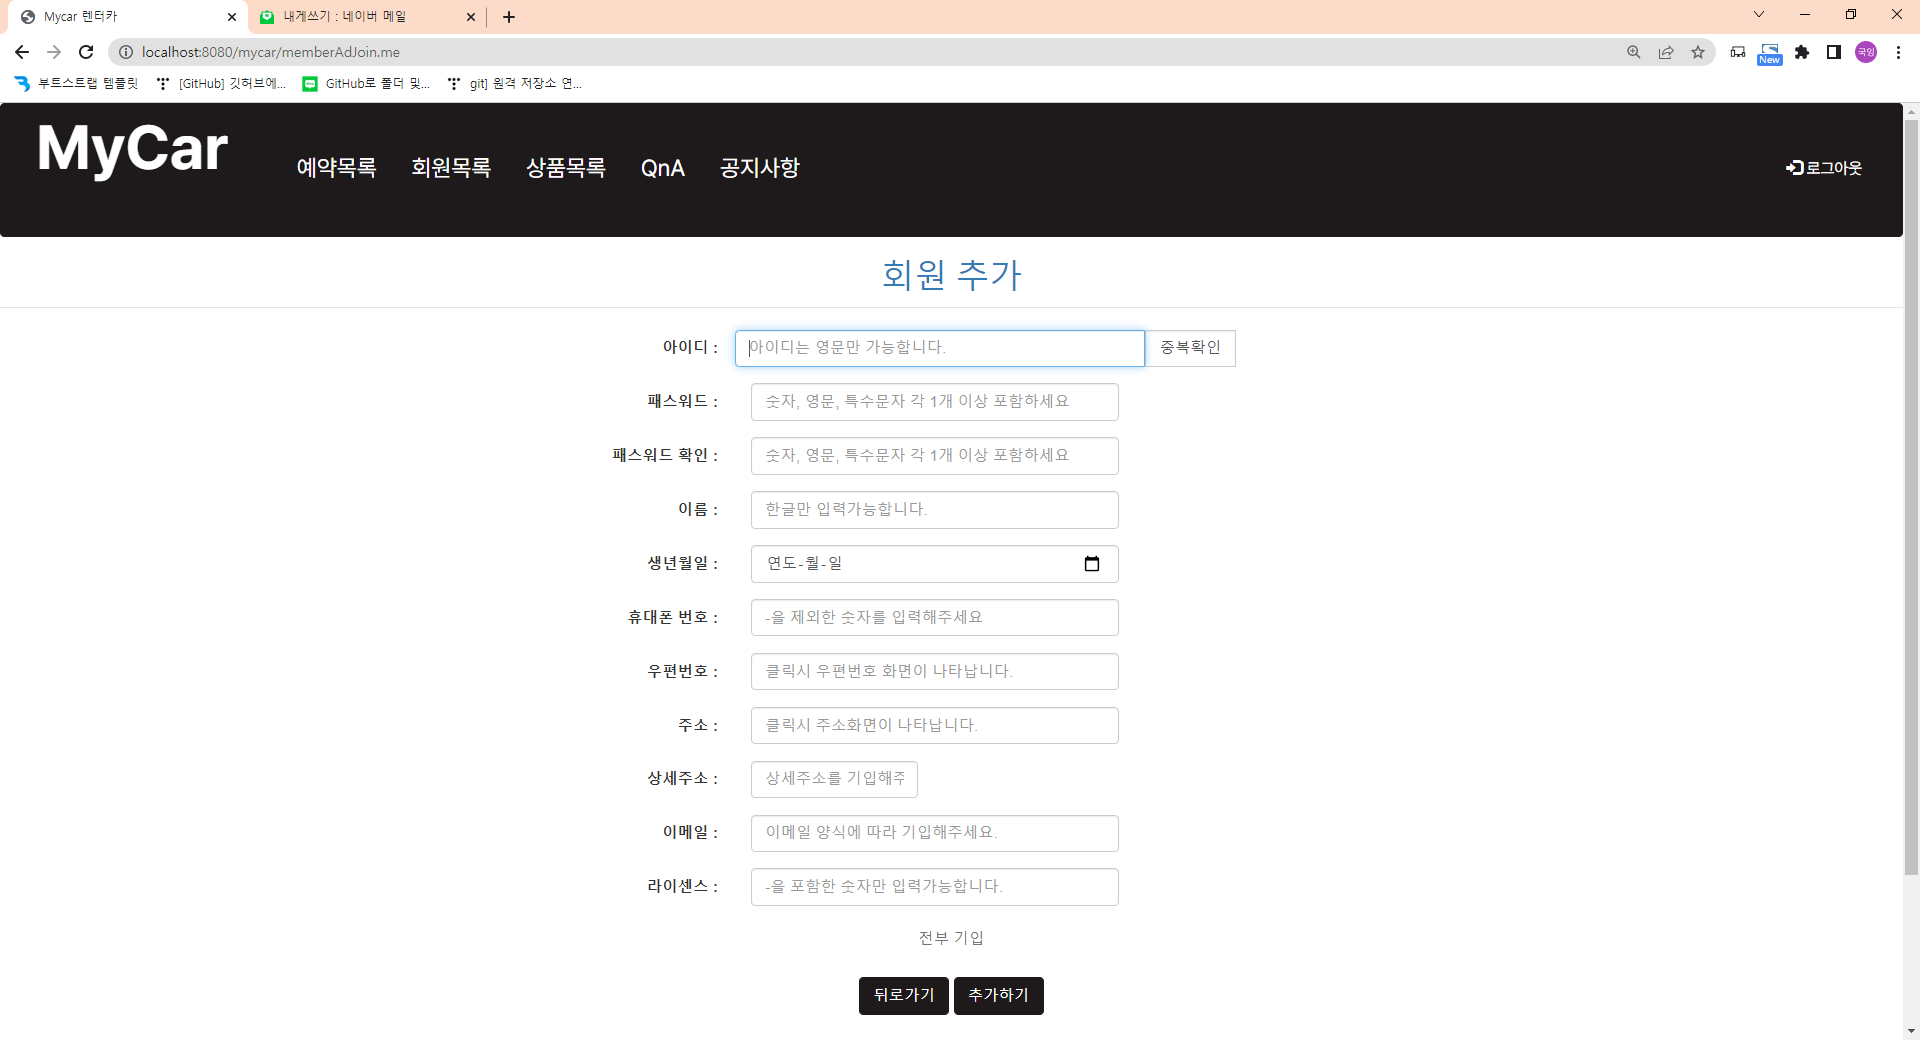 Mycar 렌터카
내게쓰기 : 네이버 메일
localhost:8080/mycar/memberAdJoin.me
New
국잉
부트스트랩 템플릿
[GitHub] 깃허브에...
GitHub로 폴더 및...
git] 원격 저장소 연...
MyCar
예약목록
회원목록
상품목록
QnA
공지사항
로그아웃
회원 추가
아이디 :
아이디는 영문만 가능합니다.
중복확인
패스워드 :
숫자, 영문, 특수문자 각 1개 이상 포함하세요
패스워드 확인 :
숫자, 영문, 특수문자 각 1개 이상 포함하세요
이름 :
한글만 입력가능합니다.
생년월일 :
연도-월-일
휴대폰 번호 :
-을 제외한 숫자를 입력해주세요
우편번호 :
클릭시 우편번호 화면이 나타납니다.
주소 :
클릭시 주소화면이 나타납니다.
상세주소 :
상세주소를 기입해주
이메일 :
이메일 양식에 따라 기입해주세요.
라이센스 :
-을 포함한 숫자만 입력가능합니다.
전부 기입
뒤로가기
추가하기